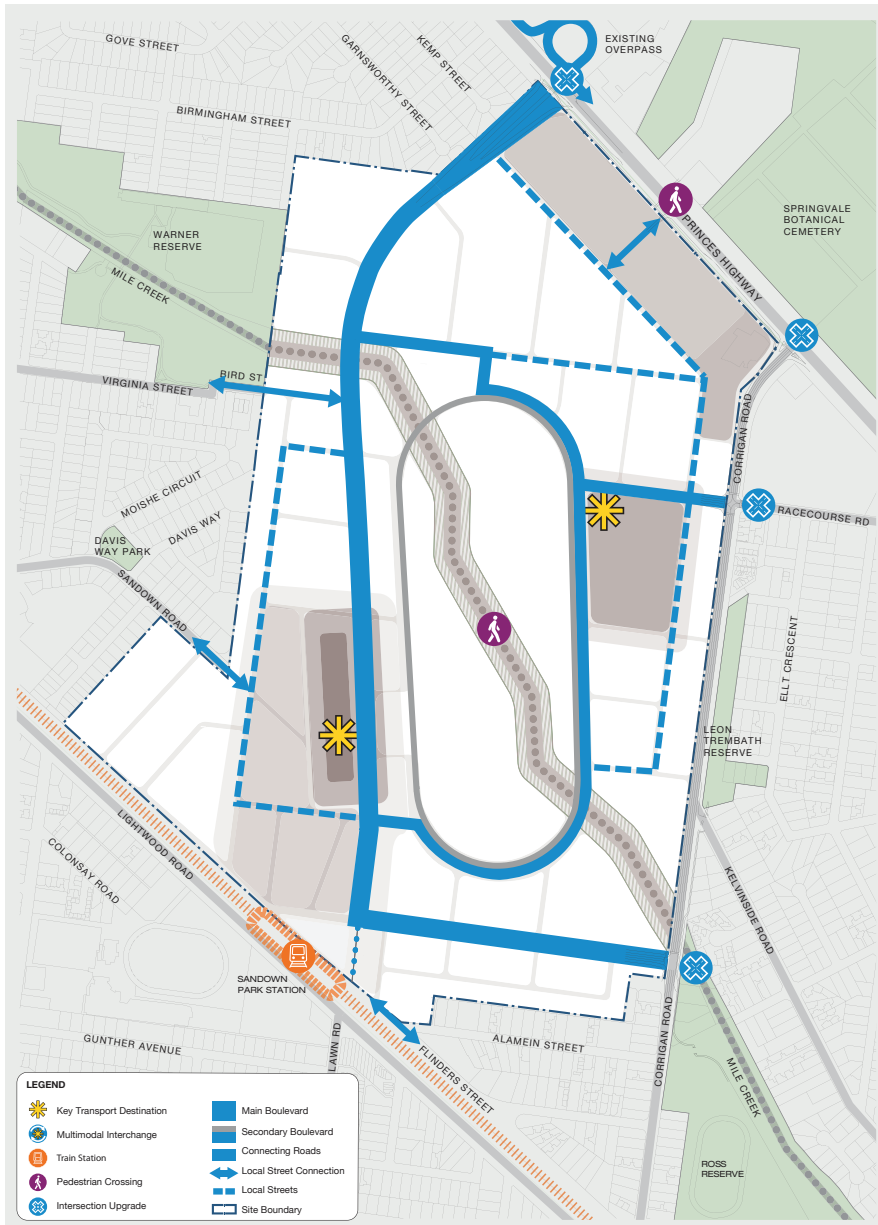 GOVE STREET
GARNSWORTHY STREET
KEMP STREET
EXISTING
OVERPASS
BIRMINGHAM STREET
WARNER
RESERVE
SPRINGVALE
BOTANICAL
CEMETERY
PRINCES HIGHWAY
MILE CREEK
BIRD ST
VIRGINIA STREET
CORRIGAN ROAD
MOISHE CIRCUIT
RACECOURSE RD
DAVIS WAY
DAVIS
WAY PARK
SANDOWN ROAD
ELLT CRESCENT
LEON
TREMBATH
RESERVE
LIGHTWOOD ROAD
COLONSAY ROAD
KELVINSIDE ROAD
SANDOWN
PARK STATION
GUNTHER AVENUE
LAWN RD
FLINDERS STREET
ALAMEIN STREET
CORRIGAN ROAD
MILE CREEK
ROSS
RESERVE
LEGEND
Key Transport Destination
Multimodal Interchange
Train Station
Pedestrian Crossing
Intersection Upgrade
Main Boulevard
Secondary Boulevard
Connecting Roads
Local Street Connection
Local Streets
Site Boundary